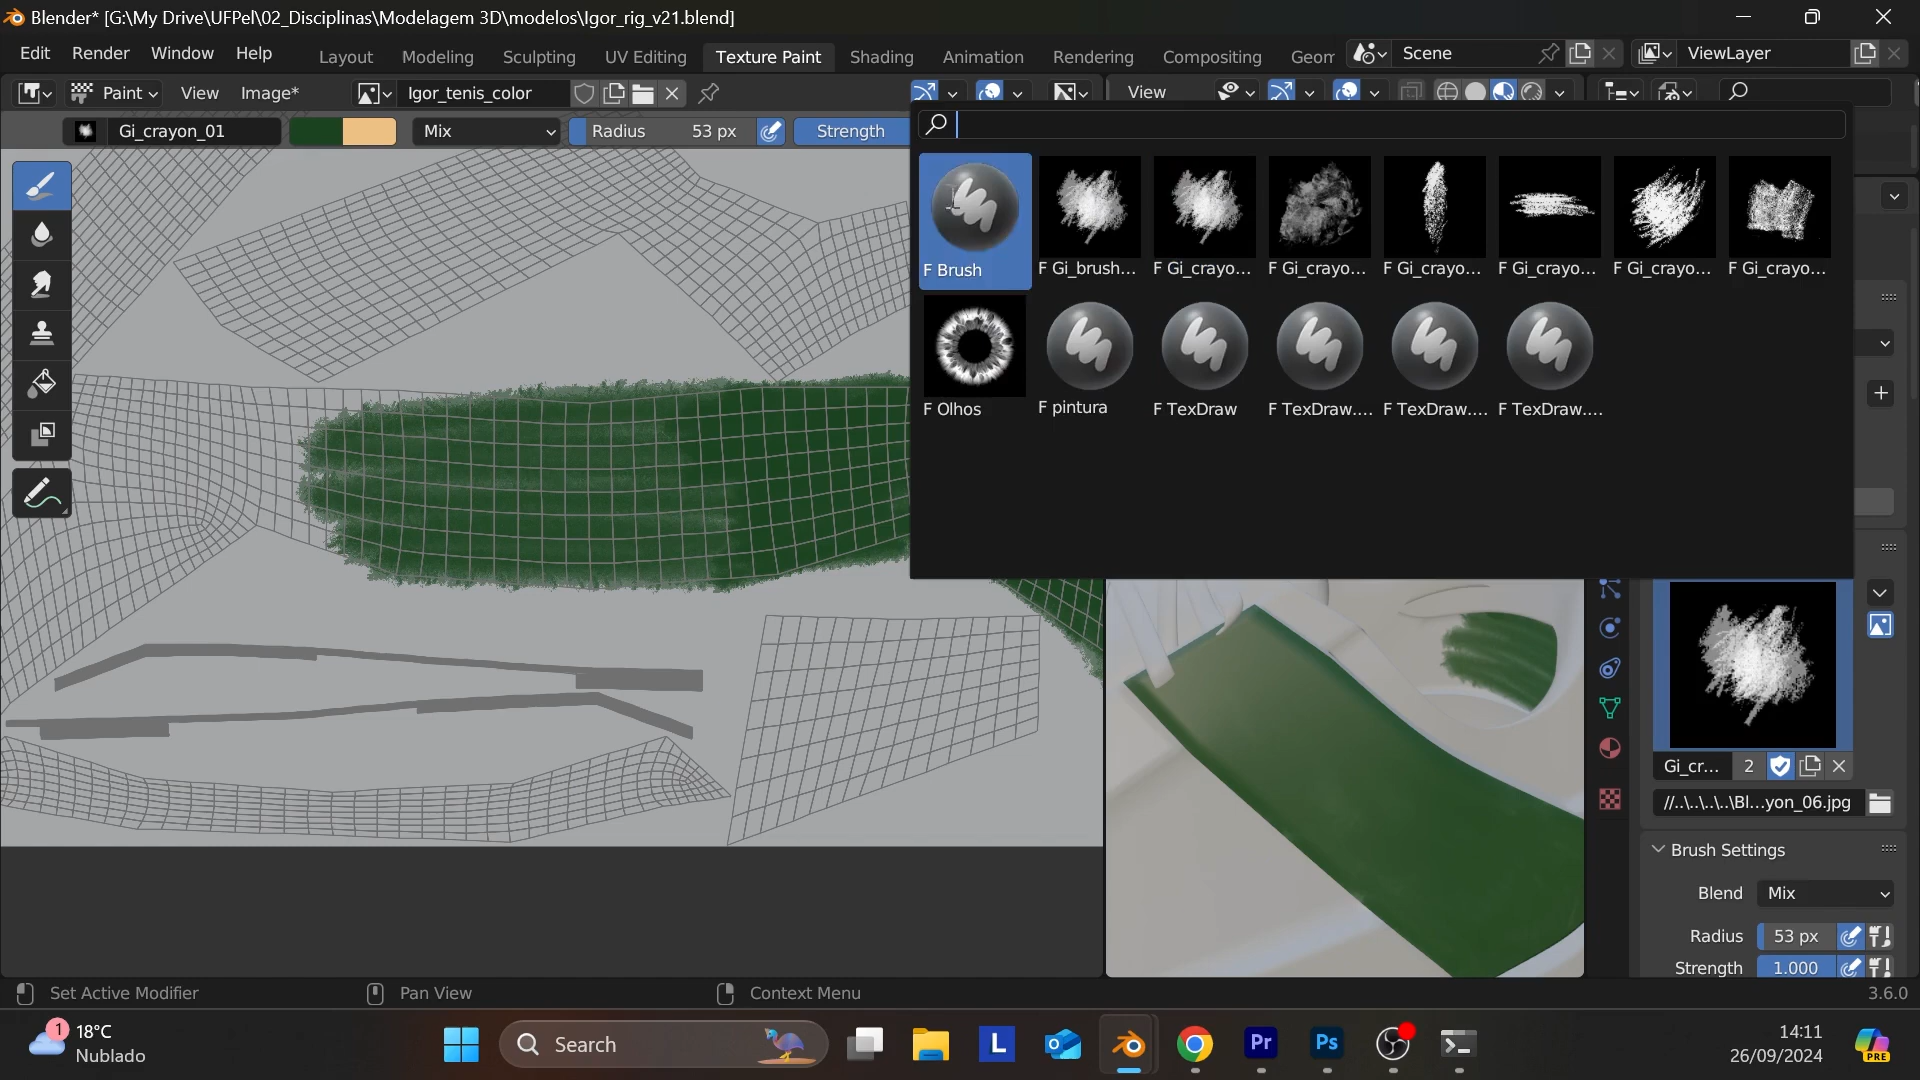 Blender* [G:\My Drive\UFPel\02_Disciplinas\Modelagem 3D\modelos\Igor_rig_v21.blend]
Edit Render Window Help Layout Modeling Sculpting UV Editing Texture Paint Shading Animation Rendering Compositing Geom Scene ViewLayer
Paint View Image* Igor_tenis_color View
Gi_crayon_01 Mix Radius 53 px Strength
F Brush F Gi_brush... F Gi_crayo... F Gi_crayo... F Gi_crayo... F Gi_crayo... F Gi_crayo... F Gi_crayo...
F Olhos F pintura F TexDraw F TexDraw.... F TexDraw.... F TexDraw....
Gi_cr... 2
//..\..\..\..\Bl...yon_06.jpg
Brush Settings
Blend Mix
Radius 53 px
Strength 1.000
Set Active Modifier Pan View Context Menu 3.6.0
1 18°C
Nublado
Search
L
Pr
Ps
14:11
26/09/2024
PRE